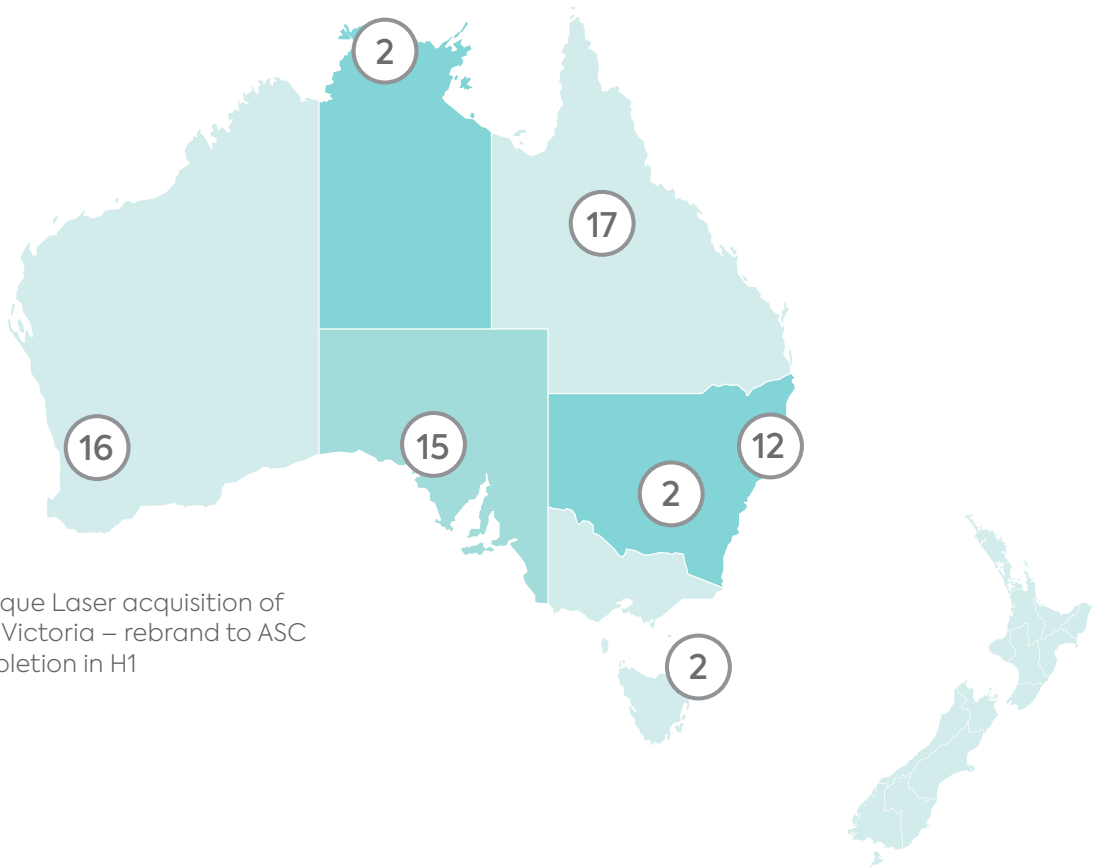 2
17
16
15
12
2
que Laser acquisition of
Victoria – rebrand to ASC
pletion in H1
2